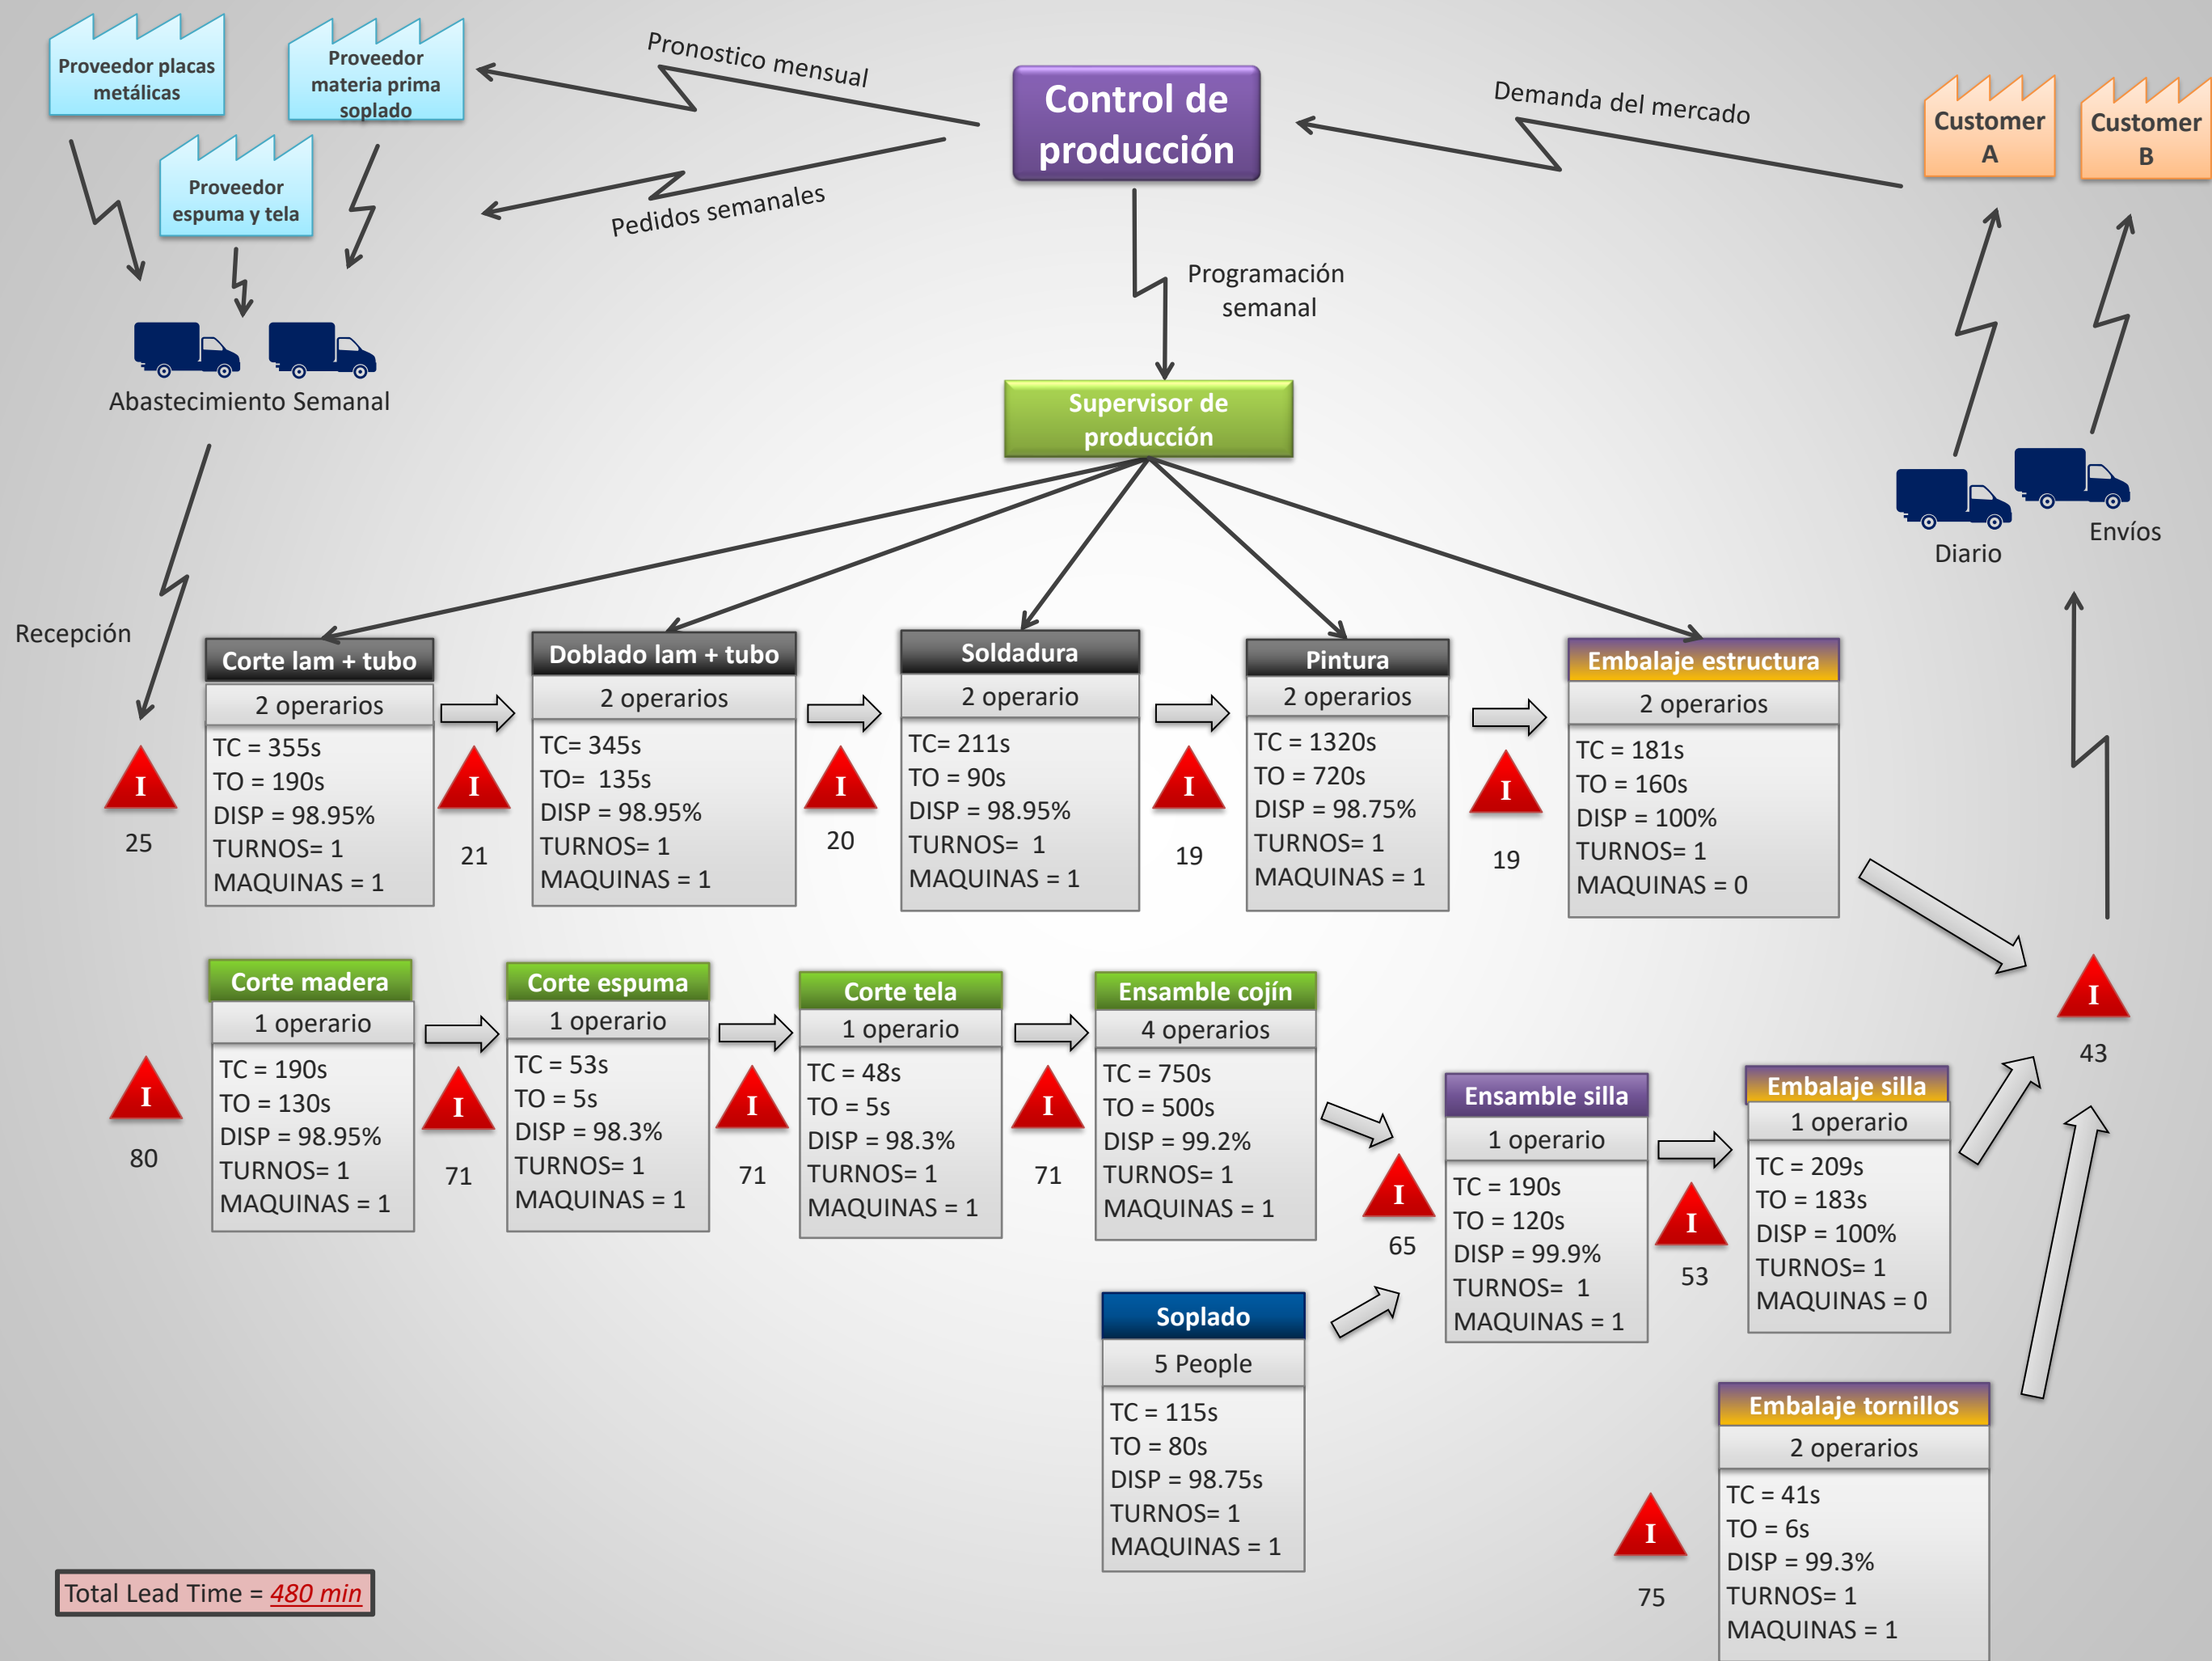 Proveedor placas
metálicas
Proveedor
materia prima
soplado
Proveedor
espuma y tela
Pronostico mensual
Pedidos semanales
Control de
producción
Demanda del mercado
Customer
A
Customer
B
Programación
semanal
Abastecimiento Semanal
Supervisor de
producción
Diario
Envíos
Recepción
I
25
Corte lam + tubo
2 operarios
TC = 355s
TO = 190s
DISP = 98.95%
TURNOS= 1
MAQUINAS = 1
I
21
Doblado lam + tubo
2 operarios
TC= 345s
TO= 135s
DISP = 98.95%
TURNOS= 1
MAQUINAS = 1
I
20
Soldadura
2 operario
TC= 211s
TO = 90s
DISP = 98.95%
TURNOS= 1
MAQUINAS = 1
I
19
Pintura
2 operarios
TC = 1320s
TO = 720s
DISP = 98.75%
TURNOS= 1
MAQUINAS = 1
I
19
Embalaje estructura
2 operarios
TC = 181s
TO = 160s
DISP = 100%
TURNOS= 1
MAQUINAS = 0
I
43
I
80
Corte madera
1 operario
TC = 190s
TO = 130s
DISP = 98.95%
TURNOS= 1
MAQUINAS = 1
I
71
Corte espuma
1 operario
TC = 53s
TO = 5s
DISP = 98.3%
TURNOS= 1
MAQUINAS = 1
I
71
Corte tela
1 operario
TC = 48s
TO = 5s
DISP = 98.3%
TURNOS= 1
MAQUINAS = 1
I
71
Ensamble cojín
4 operarios
TC = 750s
TO = 500s
DISP = 99.2%
TURNOS= 1
MAQUINAS = 1
I
65
Ensamble silla
1 operario
TC = 190s
TO = 120s
DISP = 99.9%
TURNOS= 1
MAQUINAS = 1
I
53
Embalaje silla
1 operario
TC = 209s
TO = 183s
DISP = 100%
TURNOS= 1
MAQUINAS = 0
Soplado
5 People
TC = 115s
TO = 80s
DISP = 98.75s
TURNOS= 1
MAQUINAS = 1
I
75
Embalaje tornillos
2 operarios
TC = 41s
TO = 6s
DISP = 99.3%
TURNOS= 1
MAQUINAS = 1
Total Lead Time = 480 min